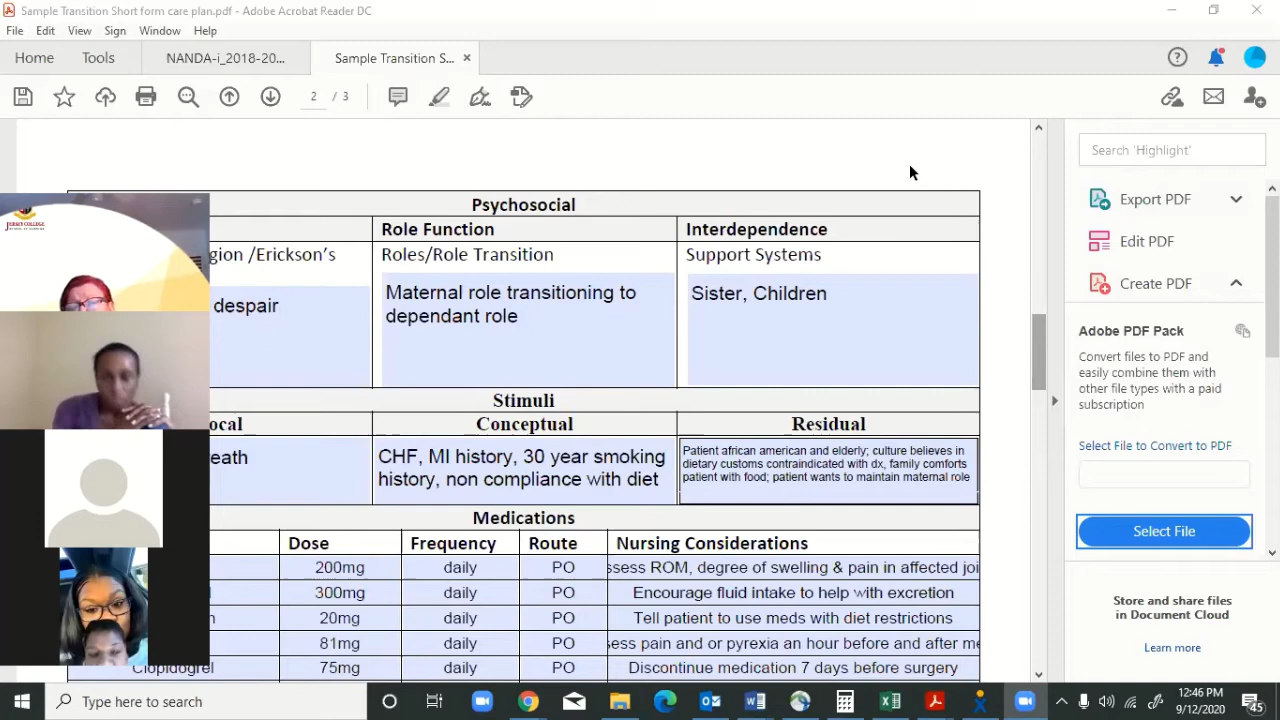 Sample Transition Short form care plan.pdf - Adobe Acrobat Reader DC
File Edit View Sign Window Help
Home Tools NANDA-i_2018-20... Sample Transition S... ×
2 / 3
Search 'Highlight'
Export PDF
Edit PDF
Create PDF
Adobe PDF Pack
Convert files to PDF and
easily combine them with
other file types with a paid
subscription
Select File to Convert to PDF
Select File
Store and share files
in Document Cloud
Learn more
JERSEY COLLEGE
Psychosocial
Role Function Interdependence
gion /Erickson's Roles/Role Transition Support Systems
despair
Maternal role transitioning to
dependant role
Sister, Children
Stimuli
ocal Conceptual Residual
eath
CHF, MI history, 30 year smoking
history, non compliance with diet
Patient african american and elderly; culture believes in
dietary customs contraindicated with dx, family comforts
patient with food; patient wants to maintain maternal role
Medications
Dose Frequency Route Nursing Considerations
200mg daily PO ssess ROM, degree of swelling & pain in affected joi
300mg daily PO Encourage fluid intake to help with excretion
20mg daily PO Tell patient to use meds with diet restrictions
81mg daily PO sess pain and or pyrexia an hour before and after me
Clopidogrel 75mg daily PO Discontinue medication 7 days before surgery
Type here to search
12:46 PM
9/12/2020
45